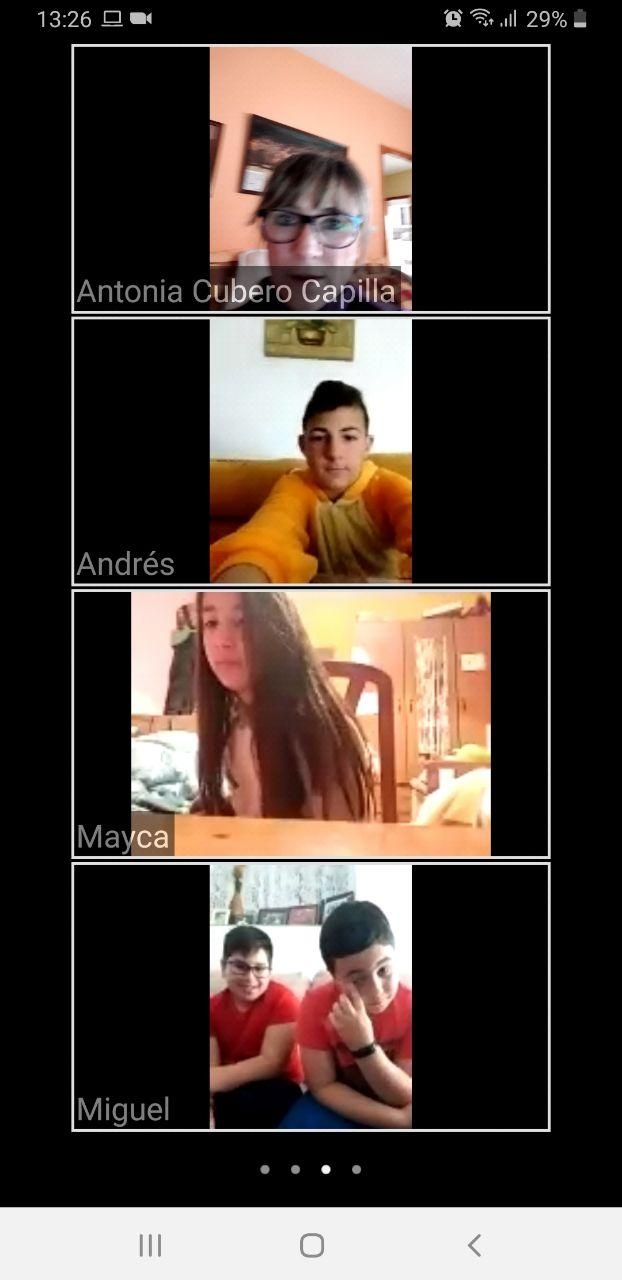 13:26 29%
Antonia Cubero Capilla
Andrés
Mayca
Miguel